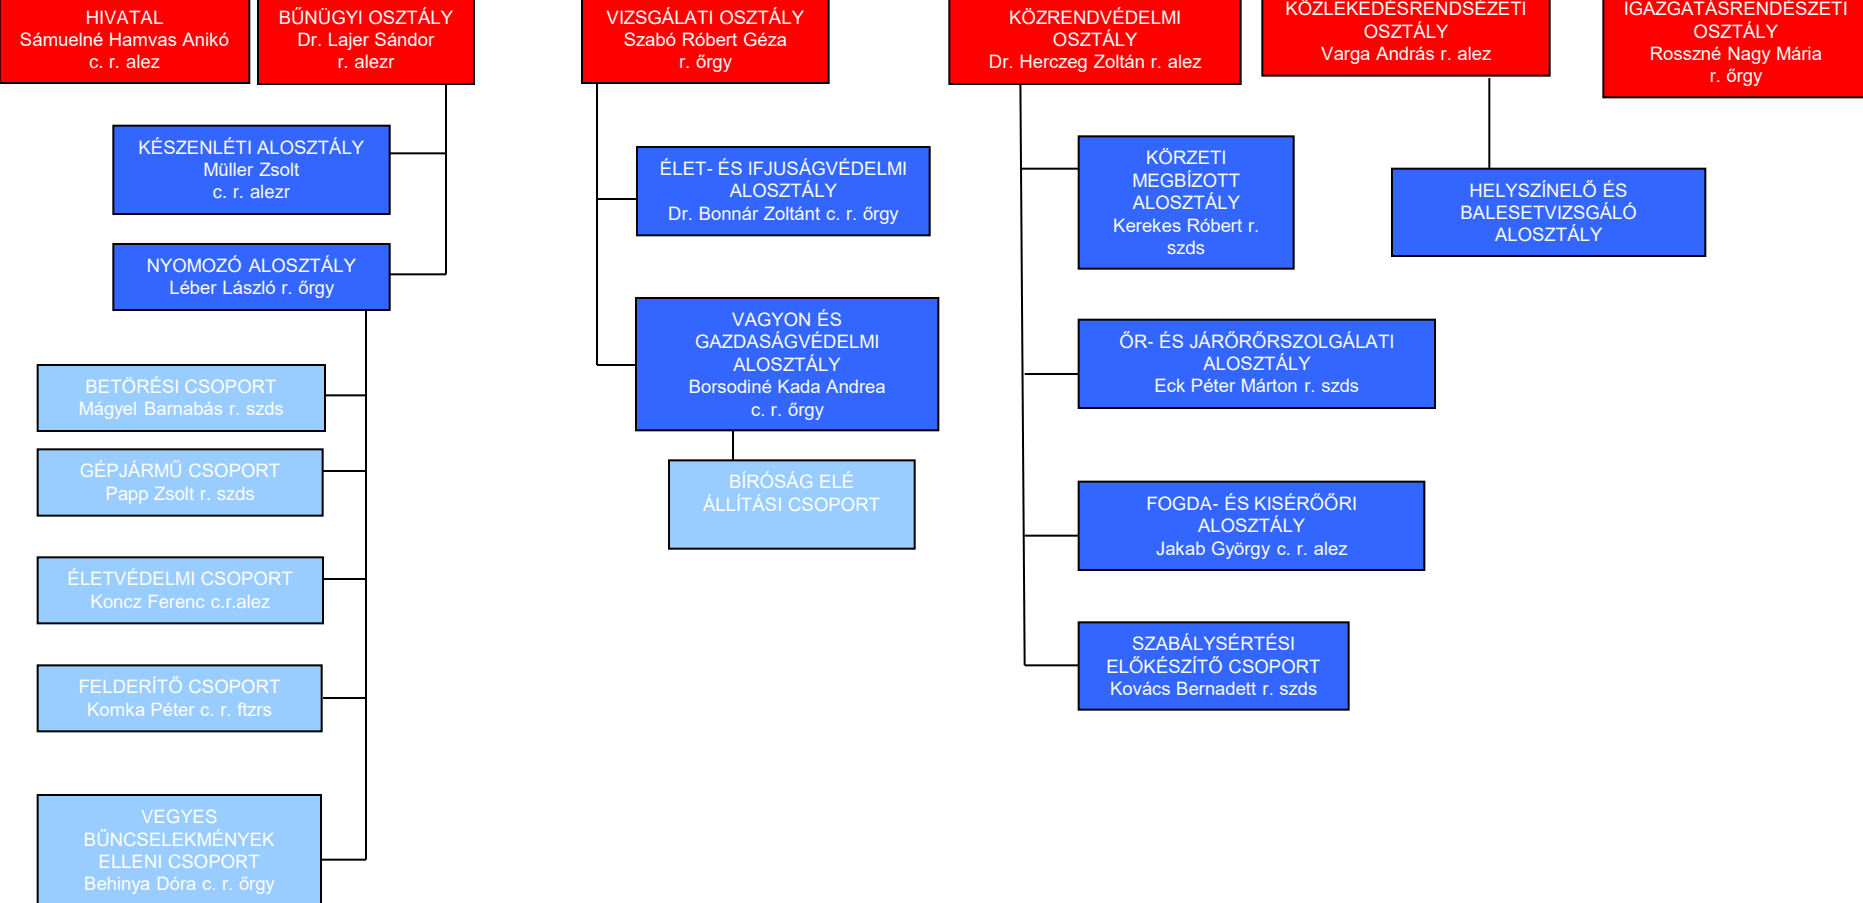 HIVATAL
Sámuelné Hamvas Anikó
c. r. alez
BŰNÜGYI OSZTÁLY
Dr. Lajer Sándor
r. alezr
VIZSGÁLATI OSZTÁLY
Szabó Róbert Géza
r. őrgy
KÖZRENDVÉDELMI
OSZTÁLY
Dr. Herczeg Zoltán r. alez
KÖZLEKEDÉSRENDSÉZETI
OSZTÁLY
Varga András r. alez
IGAZGATÁSRENDÉSZETI
OSZTÁLY
Rosszné Nagy Mária
r. őrgy
KÉSZENLÉTI ALOSZTÁLY
Müller Zsolt
c. r. alezr
NYOMOZÓ ALOSZTÁLY
Léber László r. őrgy
BETÖRÉSI CSOPORT
Mágyel Barnabás r. szds
GÉPJÁRMŰ CSOPORT
Papp Zsolt r. szds
ÉLETVÉDELMI CSOPORT
Koncz Ferenc c.r.alez
FELDERÍTŐ CSOPORT
Komka Péter c. r. ftzrs
VEGYES
BŰNCSELEKMÉNYEK
ELLENI CSOPORT
Behinya Dóra c. r. őrgy
ÉLET- ÉS IFJUSÁGVÉDELMI
ALOSZTÁLY
Dr. Bonnár Zoltánt c. r. őrgy
VAGYON ÉS
GAZDASÁGVÉDELMI
ALOSZTÁLY
Borsodiné Kada Andrea
c. r. őrgy
BÍRÓSÁG ELÉ
ÁLLÍTÁSI CSOPORT
KÖRZETI
MEGBÍZOTT
ALOSZTÁLY
Kerekes Róbert r.
szds
ŐR- ÉS JÁRŐRŐRSZOLGÁLATI
ALOSZTÁLY
Eck Péter Márton r. szds
FOGDA- ÉS KISÉRŐŐRI
ALOSZTÁLY
Jakab György c. r. alez
SZABÁLYSÉRTÉSI
ELŐKÉSZÍTŐ CSOPORT
Kovács Bernadett r. szds
HELYSZÍNELŐ ÉS
BALESETVIZSGÁLÓ
ALOSZTÁLY